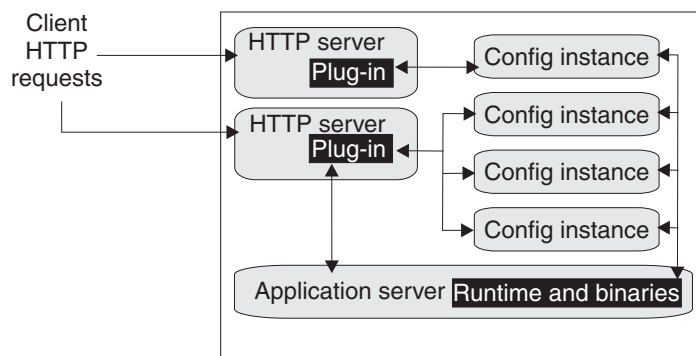 Client
HTTP
requests
HTTP server
Plug-in
Config instance
HTTP server
Plug-in
Config instance
Config instance
Config instance
Application server Runtime and binaries